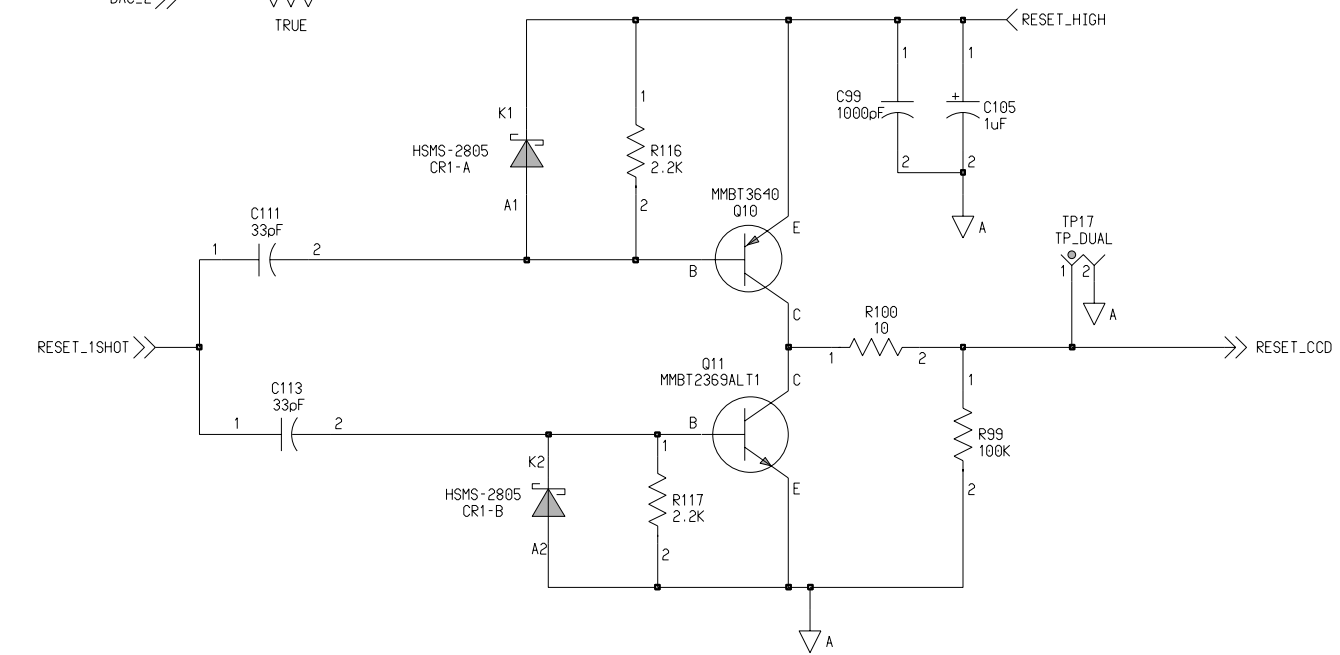 TRUE
RESET_HIGH
1
1
1
K1
C99
1000pF
+
C105
1uF
HSMS-2805
CR1-A
R116
2.2K
2
2
A1
2
MMBT3640
Q10
C111
33pF
E
A
TP17
TP_DUAL
1
2
B
1
2
C
R100
10
A
RESET_1SHOT
1
2
RESET_CCD
Q11
MMBT2369ALT1
C
1
C113
33pF
1
2
B
1
R99
100K
K2
HSMS-2805
CR1-B
R117
2.2K
E
2
A2
2
A